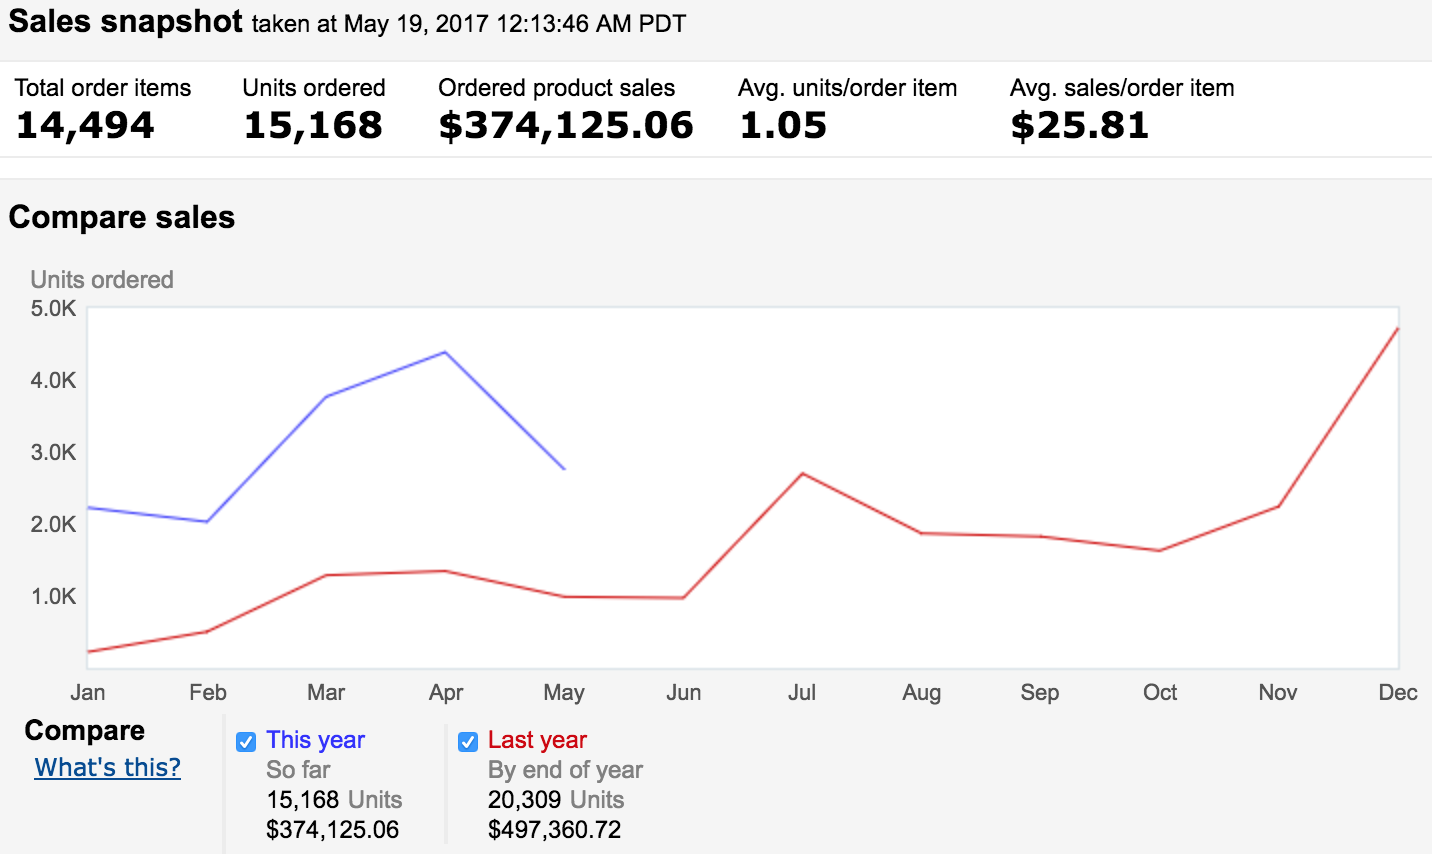 Sales snapshot taken at May 19, 2017 12:13:46 AM PDT
Total order items Units ordered Ordered product sales Avg. units/order item Avg. sales/order item
14,494 15,168 $374,125.06 1.05 $25.81
Compare sales
Units ordered
5.0K
4.0K
3.0K
2.0K
1.0K
Jan Feb Mar Apr May Jun Jul Aug Sep Oct Nov Dec
Compare
What's this?
This year
So far
15,168 Units
$374,125.06
Last year
By end of year
20,309 Units
$497,360.72